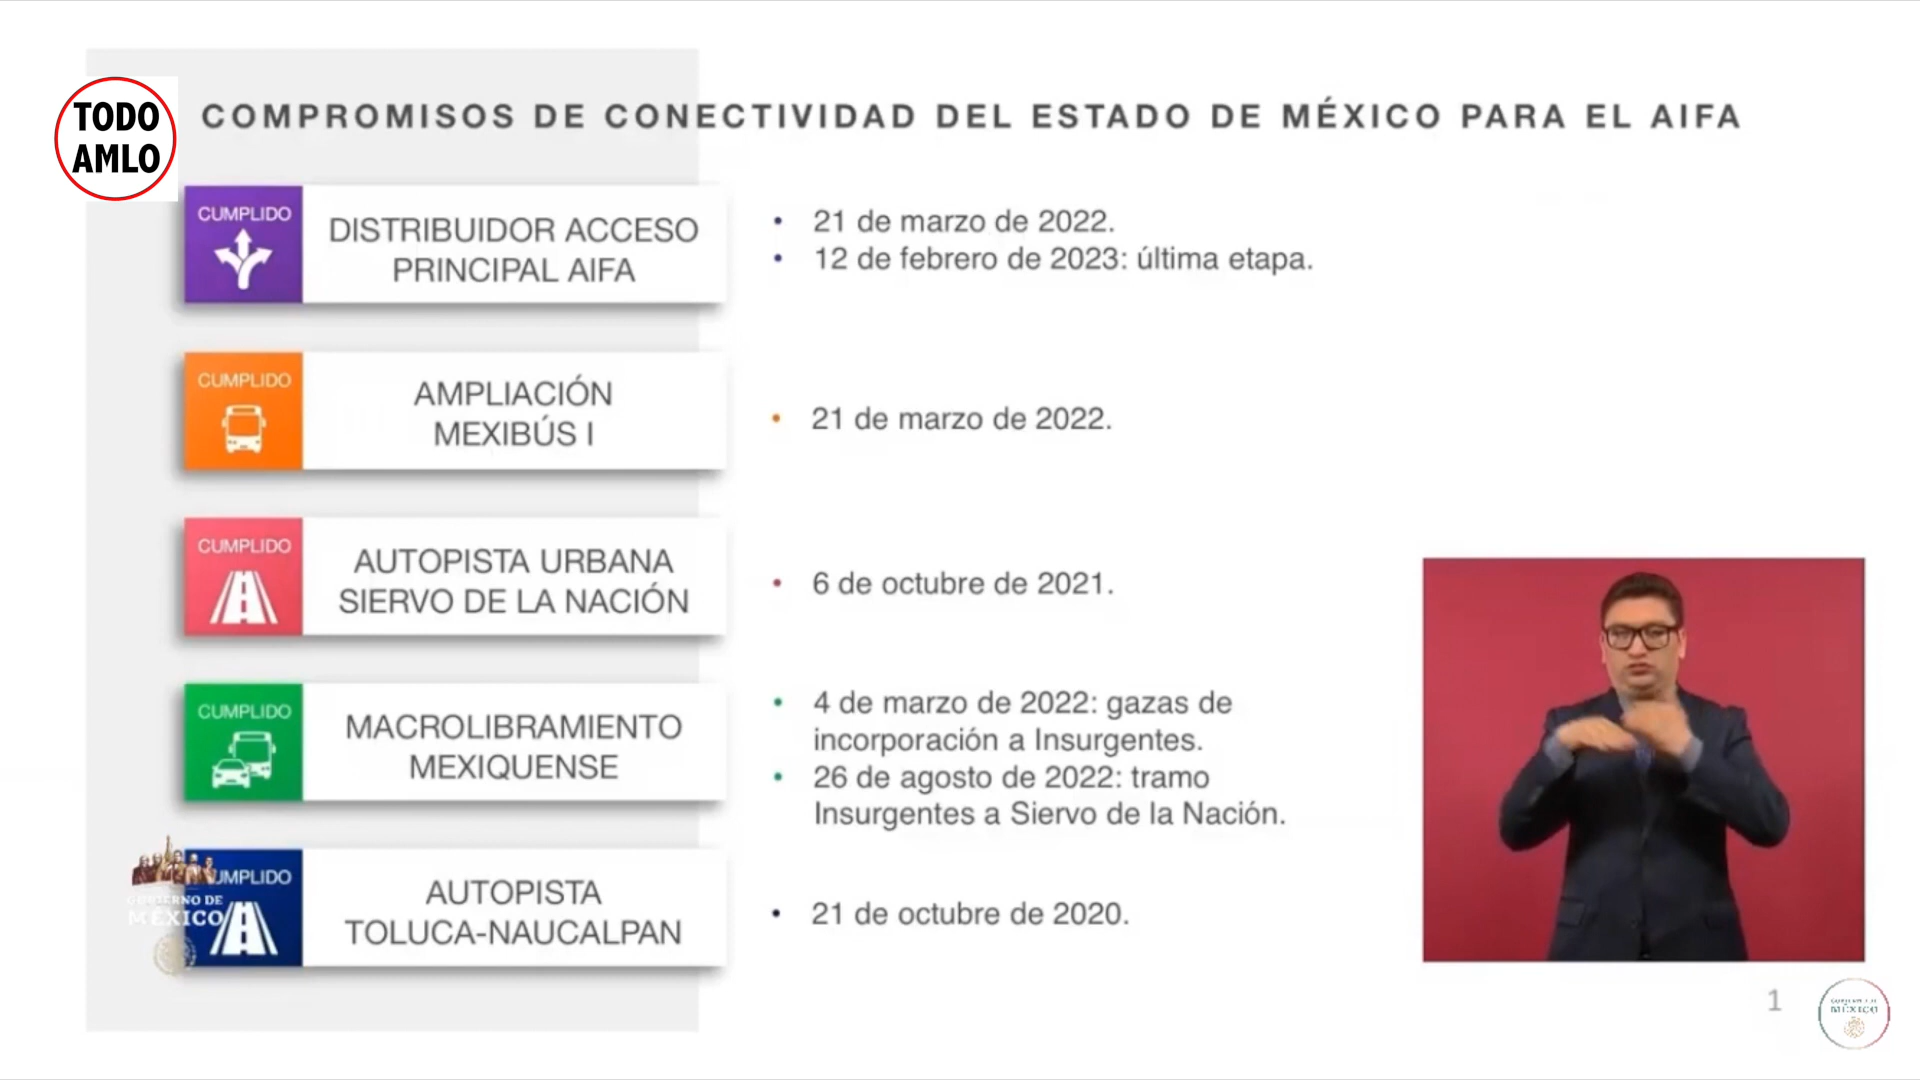 TODO
AMLO
COMPROMISOS DE CONECTIVIDAD DEL ESTADO DE MÉXICO PARA EL AIFA
CUMPLIDO
DISTRIBUIDOR ACCESO
PRINCIPAL AIFA
• 21 de marzo de 2022.
• 12 de febrero de 2023: última etapa.
CUMPLIDO
AMPLIACIÓN
MEXIBÚS I
• 21 de marzo de 2022.
CUMPLIDO
AUTOPISTA URBANA
SIERVO DE LA NACIÓN
• 6 de octubre de 2021.
CUMPLIDO
MACROLIBRAMIENTO
MEXIQUENSE
• 4 de marzo de 2022: gazas de
incorporación a Insurgentes.
• 26 de agosto de 2022: tramo
Insurgentes a Siervo de la Nación.
UMPLIDO
GOBIERNO DE
MÉXICO
AUTOPISTA
TOLUCA-NAUCALPAN
• 21 de octubre de 2020.
1
MÉXICO